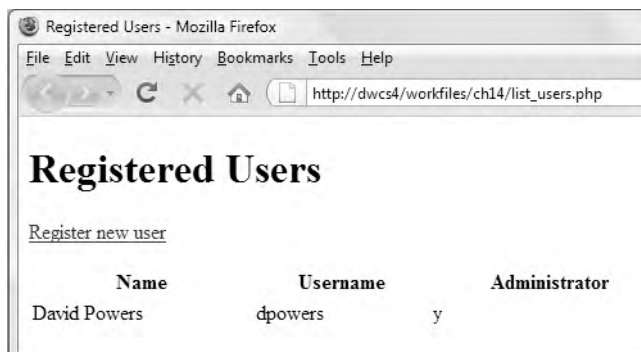 Registered Users - Mozilla Firefox
File Edit View History Bookmarks Tools Help
http://dwcs4/workfiles/ch14/list_users.php
Registered Users
Register new user
Name Username Administrator
David Powers dpowers y